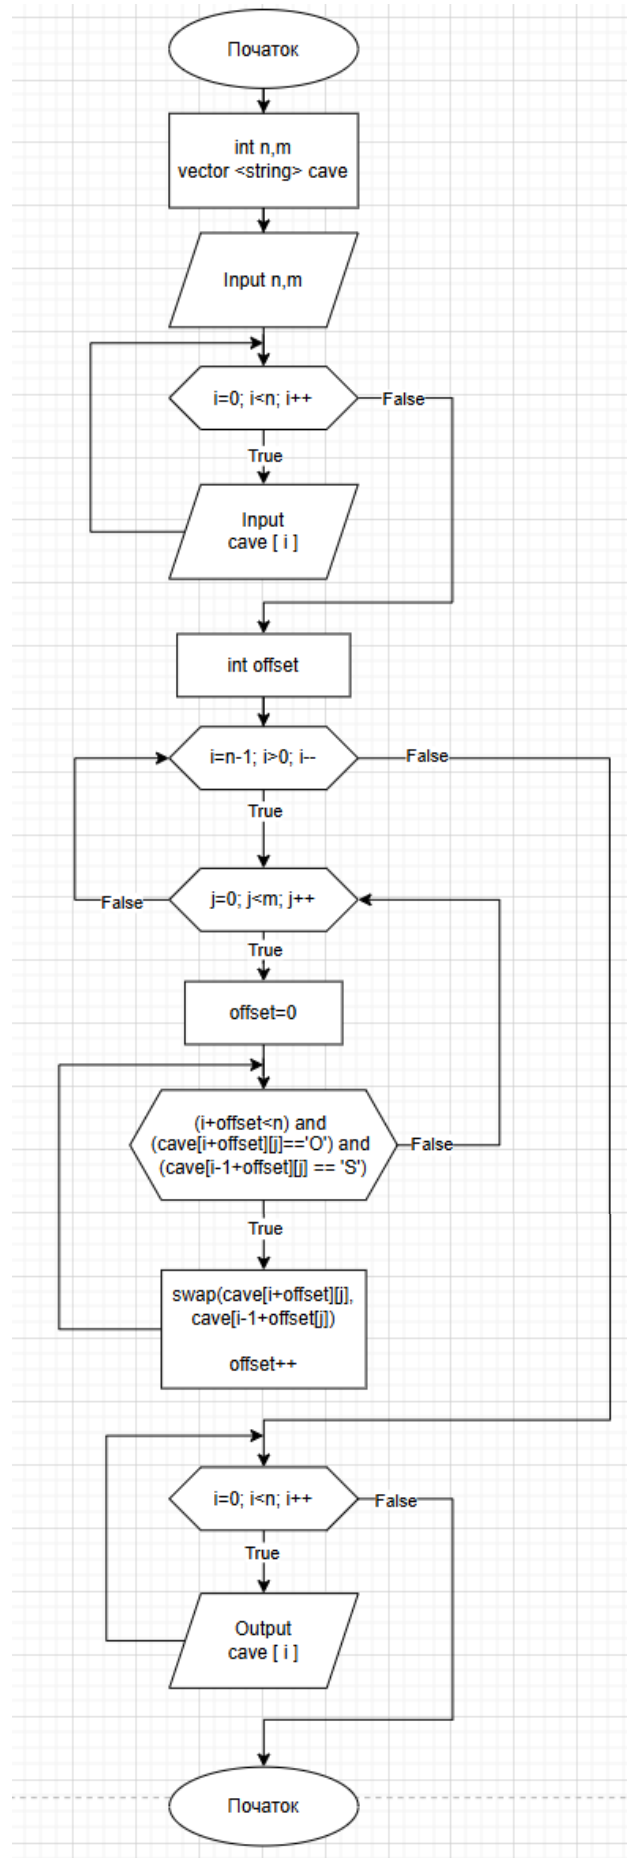 Початок
int n,m
vector <string> cave
Input n,m
i=0; i<n; i++
False
True
Input
cave [ i ]
int offset
i=n-1; i>0; i--
False
True
j=0; j<m; j++
False
True
offset=0
(i+offset<n) and
(cave[i+offset][j]=='O') and
(cave[i-1+offset][j] == 'S')
False
True
swap(cave[i+offset][j],
cave[i-1+offset[j])
offset++
i=0; i<n; i++
False
True
Output
cave [ i ]
Початок